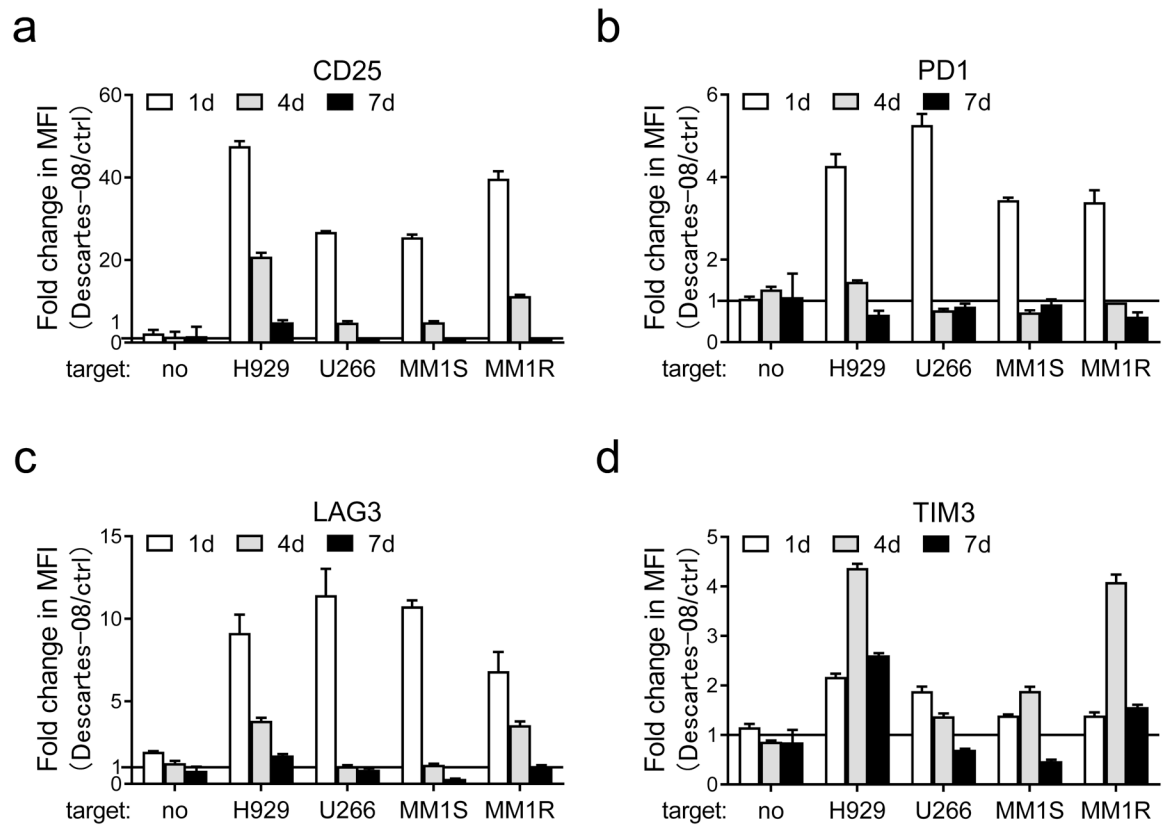 a
CD25
1d 4d 7d
Fold change in MFI
(Descartes-08/ctrl)
60
40
20
1
0
target: no H929 U266 MM1S MM1R
b
PD1
1d 4d 7d
Fold change in MFI
(Descartes-08/ctrl)
6
4
2
1
0
target: no H929 U266 MM1S MM1R
c
LAG3
1d 4d 7d
Fold change in MFI
(Descartes-08/ctrl)
15
10
5
1
0
target: no H929 U266 MM1S MM1R
d
TIM3
1d 4d 7d
Fold change in MFI
(Descartes-08/ctrl)
5
4
3
2
1
0
target: no H929 U266 MM1S MM1R